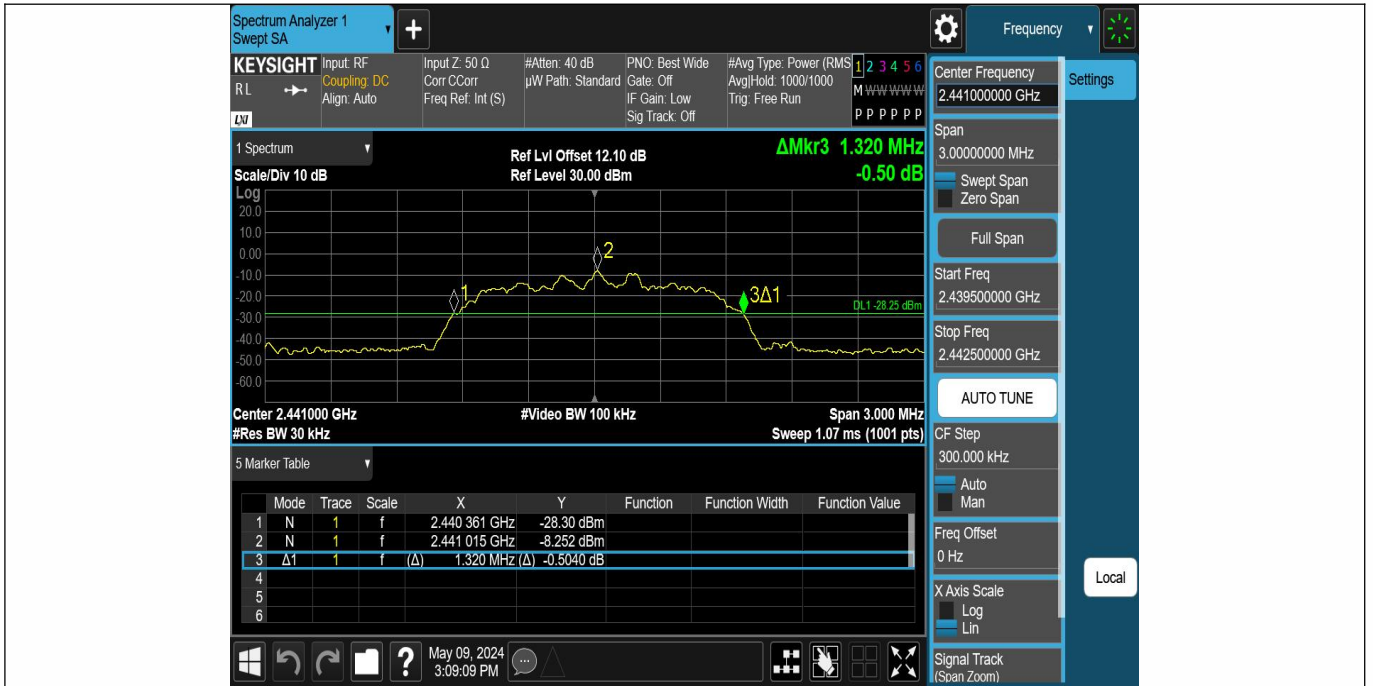 Spectrum Analyzer 1
Swept SA
+
Frequency
KEYSIGHT
R L
LXI
Input: RF
Coupling: DC
Align: Auto
Input Z: 50 Ω
Corr CCorr
Freq Ref: Int (S)
#Atten: 40 dB
µW Path: Standard
PNO: Best Wide
Gate: Off
IF Gain: Low
Sig Track: Off
#Avg Type: Power (RMS
Avg|Hold: 1000/1000
Trig: Free Run
1 2 3 4 5 6
M W W W W W
P P P P P P
Center Frequency
2.441000000 GHz
Settings
Span
3.00000000 MHz
Swept Span
Zero Span
Full Span
Start Freq
2.439500000 GHz
Stop Freq
2.442500000 GHz
AUTO TUNE
CF Step
300.000 kHz
Auto
Man
Freq Offset
0 Hz
X Axis Scale
Log
Lin
Signal Track
(Span Zoom)
Local
1 Spectrum
Scale/Div 10 dB
Ref Lvl Offset 12.10 dB
Ref Level 30.00 dBm
ΔMkr3 1.320 MHz
-0.50 dB
Log
20.0
10.0
0.00
-10.0
-20.0
-30.0
-40.0
-50.0
-60.0
1
2
3Δ1
DL1 -28.25 dBm
Center 2.441000 GHz
#Res BW 30 kHz
#Video BW 100 kHz
Span 3.000 MHz
Sweep 1.07 ms (1001 pts)
5 Marker Table
Mode Trace Scale X Y Function Function Width Function Value
1 N 1 f 2.440 361 GHz -28.30 dBm
2 N 1 f 2.441 015 GHz -8.252 dBm
3 Δ1 1 f (Δ) 1.320 MHz (Δ) -0.5040 dB
4
5
6
?
May 09, 2024
3:09:09 PM